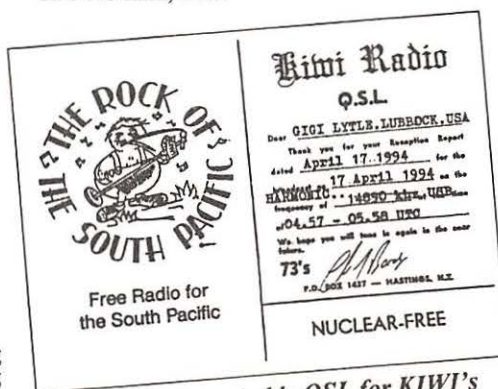 THE ROCK OF THE
SOUTH PACIFIC!
Free Radio for
the South Pacific
Kiwi Radio
Q.S.L.
Dear GIGI LYTLE, LUBBOCK, USA
Thank you for your Reception Report
dated April 17, 1994 for the
17 April 1994 on the
HARMONIC -- 14890 khz, USB
of 04.57 - 05.58 UTC
We hope you will tune in again in the near
future.
73's
P.O. BOX 1437 — HASTINGS, N.Z.
NUCLEAR-FREE
QSL for KIWI's